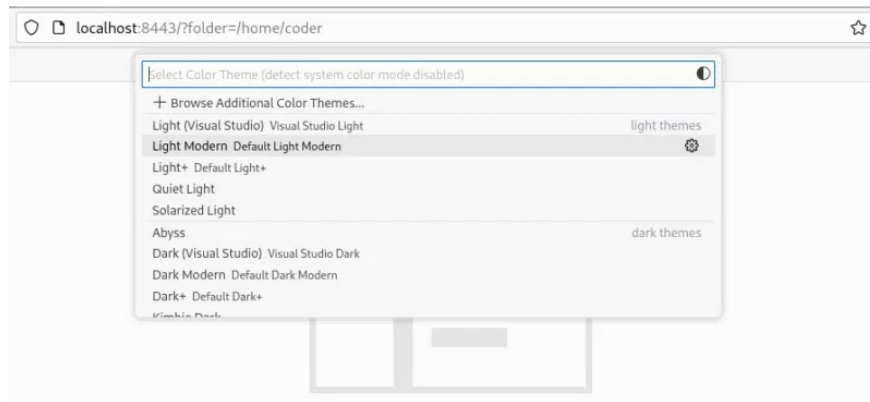 localhost:8443/?folder=/home/coder
Select Color Theme (detect system color mode disabled)
+ Browse Additional Color Themes...
Light (Visual Studio) Visual Studio Light light themes
Light Modern Default Light Modern
Light+ Default Light+
Quiet Light
Solarized Light
Abyss dark themes
Dark (Visual Studio) Visual Studio Dark
Dark Modern Default Dark Modern
Dark+ Default Dark+
Kimbie Dark